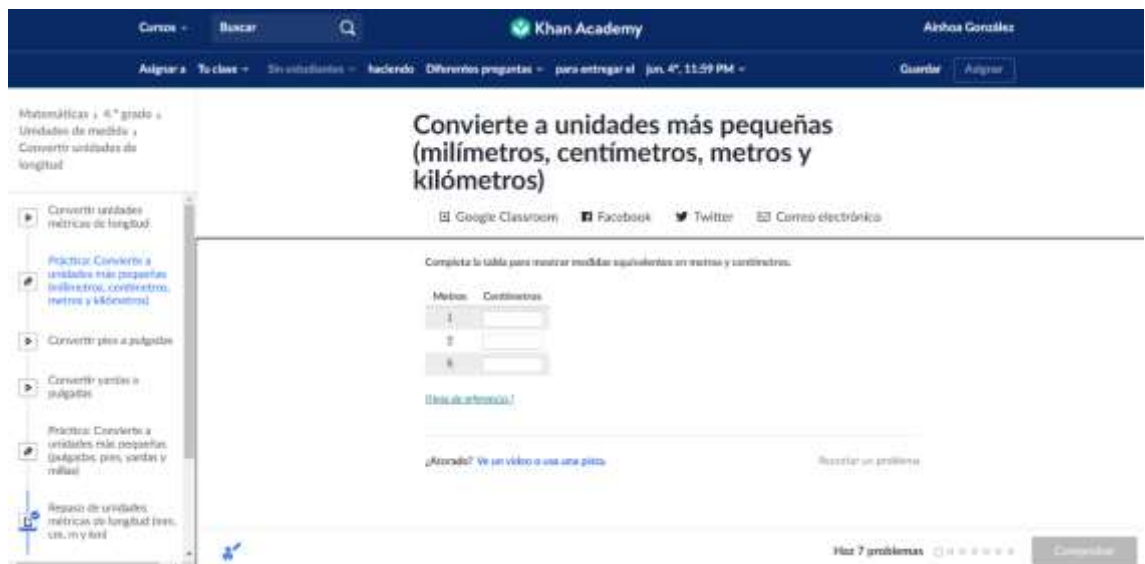 Cursos
Buscar
Khan Academy
Ainhoa González
Asignar a Tu clase Sin estudiantes haciendo Diferentes preguntas para entregar el jun. 4º, 11:59 PM
Guardar
Asignar
Matemáticas 4.º grado
Unidades de medida
Convertir unidades de
longitud
Convertir unidades
métricas de longitud
Práctica: Convierte a
unidades más pequeñas
(milímetros, centímetros,
metros y kilómetros)
Convertir pies a pulgadas
Convertir yardas a
pulgadas
Práctica: Convierte a
unidades más pequeñas
(pulgadas, pies, yardas y
millas)
Repaso de unidades
métricas de longitud (mm,
cm, m y km)
Convierte a unidades más pequeñas
(milímetros, centímetros, metros y
kilómetros)
Google Classroom Facebook Twitter Correo electrónico
Completa la tabla para mostrar medidas equivalentes en metros y centímetros.
Metros Centímetros
1
¿Atorado? Ve un video o usa una pista.
Reportar un problema
Haz 7 problemas
Comprobar